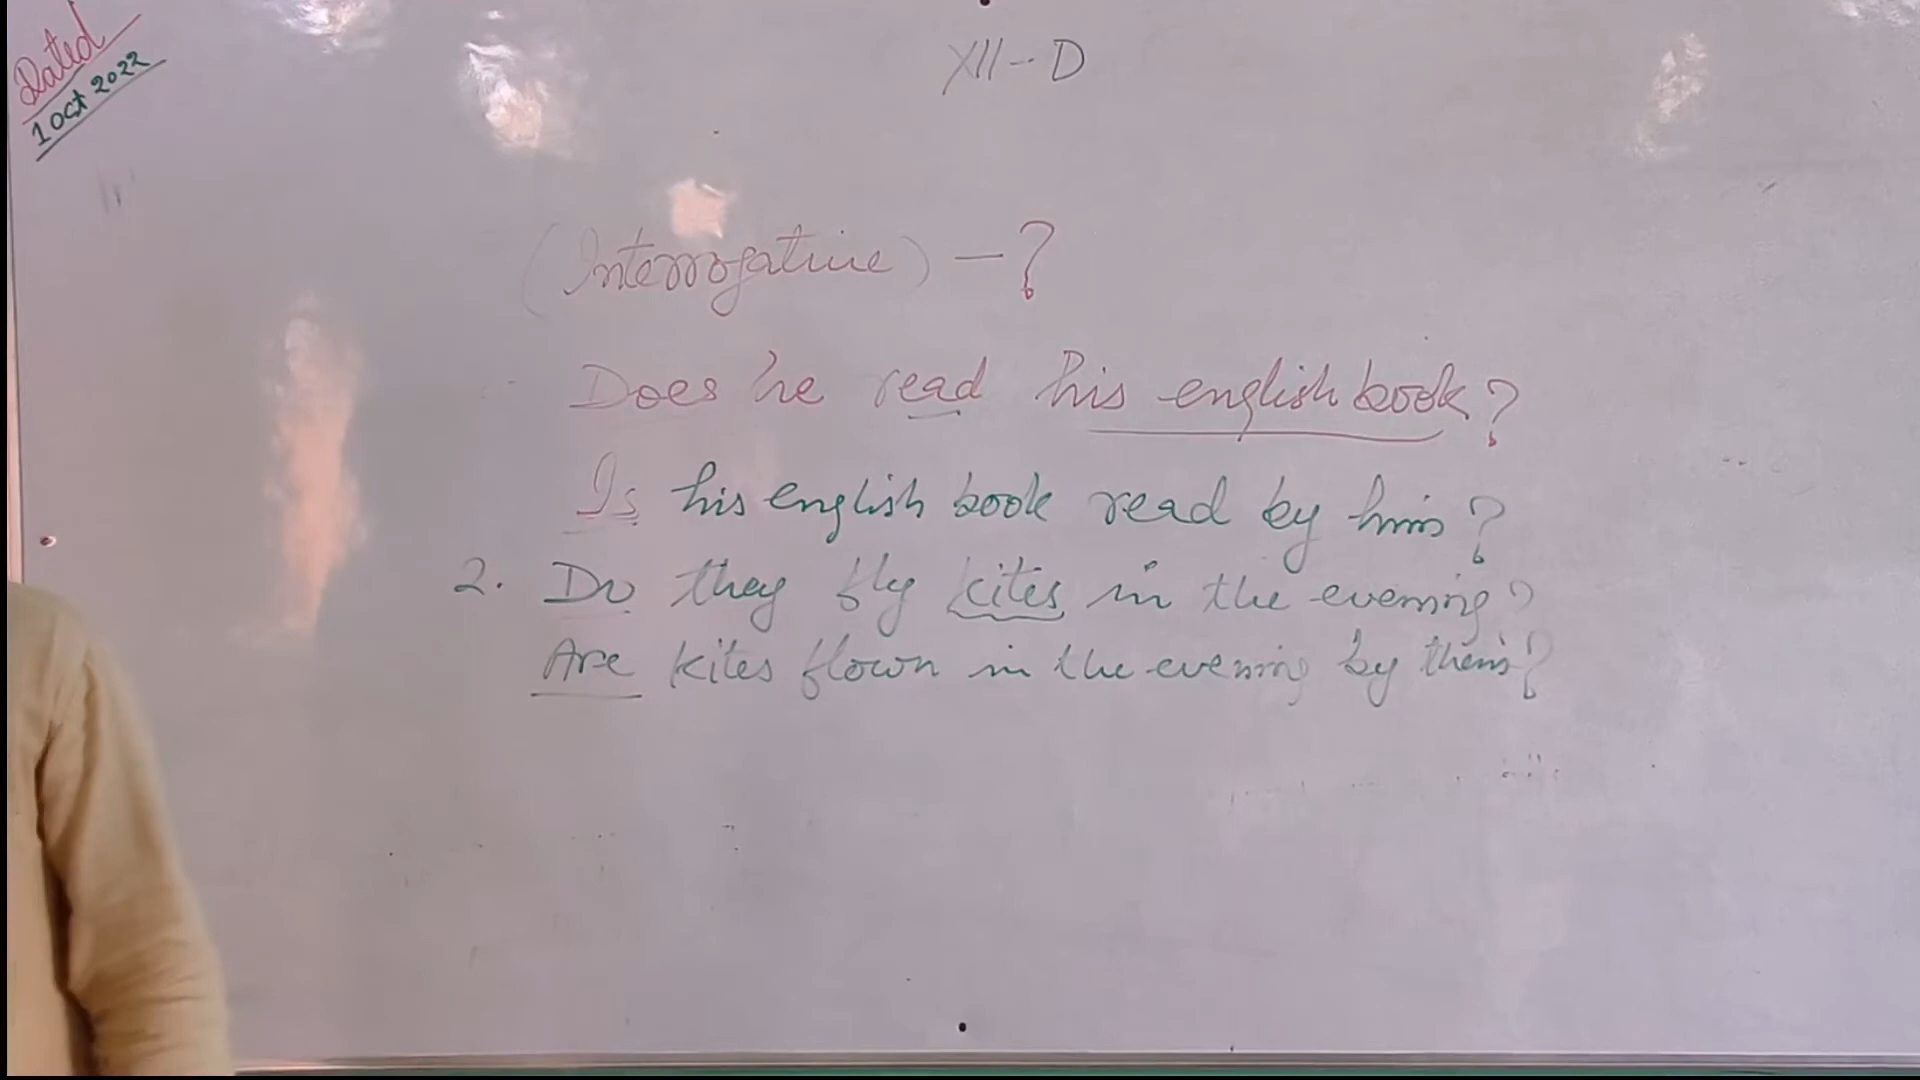 Dated
1 Oct 2022
XII-D
(Interrogative) - ?
Does he read his english book?
Is his english book read by him?
2. Do they fly kites in the evening?
Are kites flown in the evening by them?